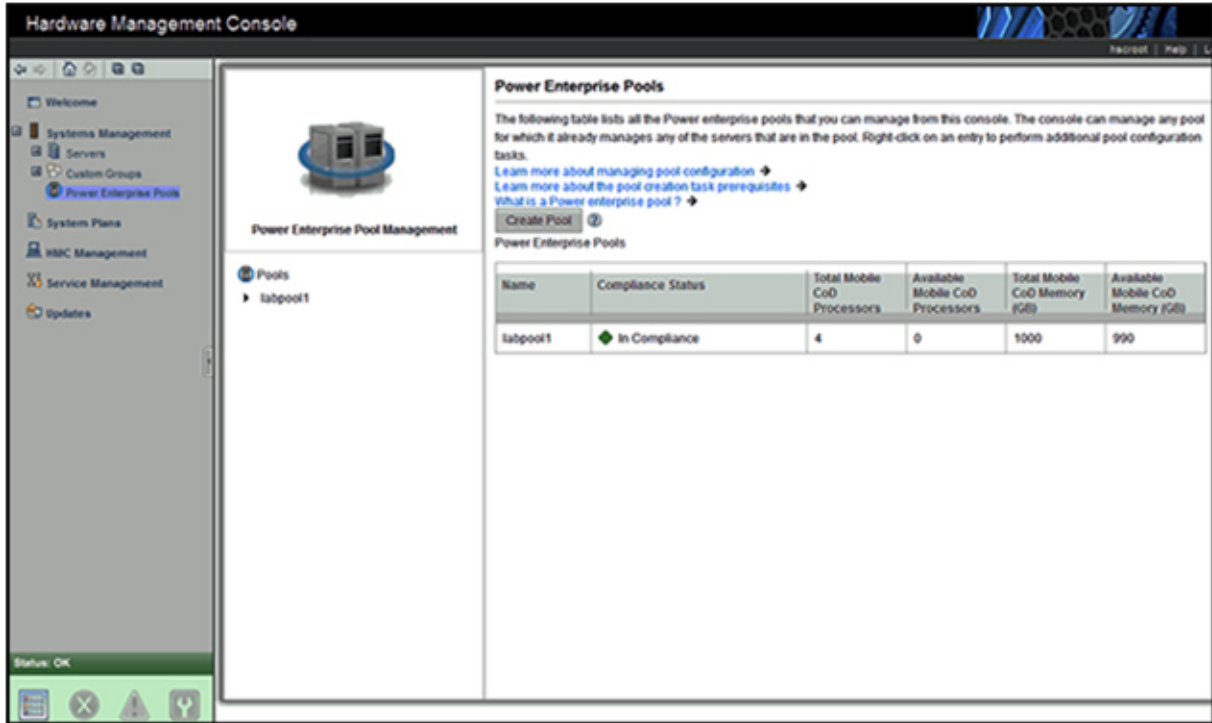 Hardware Management Console
hscroot | Help | L
Welcome
Systems Management
Servers
Custom Groups
Power Enterprise Pools
System Plans
HMC Management
Service Management
Updates
Status: OK
Power Enterprise Pool Management
Pools
labpool1
Power Enterprise Pools
The following table lists all the Power enterprise pools that you can manage from this console. The console can manage any pool
for which it already manages any of the servers that are in the pool. Right-click on an entry to perform additional pool configuration
tasks.
Learn more about managing pool configuration
Learn more about the pool creation task prerequisites
What is a Power enterprise pool ?
Create Pool
Power Enterprise Pools
Name Compliance Status Total Mobile CoD Processors Available Mobile CoD Processors Total Mobile CoD Memory (GB) Available Mobile CoD Memory (GB)
labpool1 In Compliance 4 0 1000 990